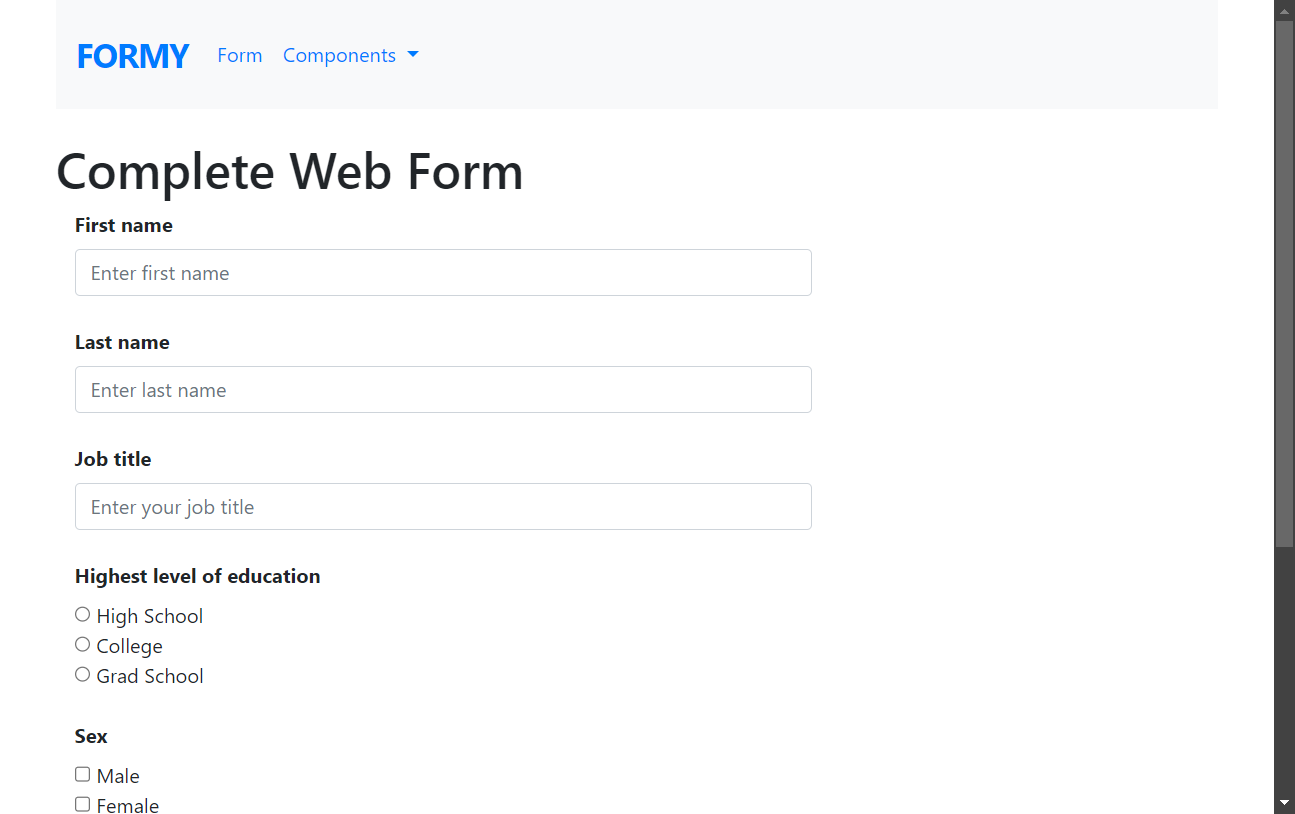 FORMY Form Components
Complete Web Form
First name
Enter first name
Last name
Enter last name
Job title
Enter your job title
Highest level of education
High School
College
Grad School
Sex
Male
Female